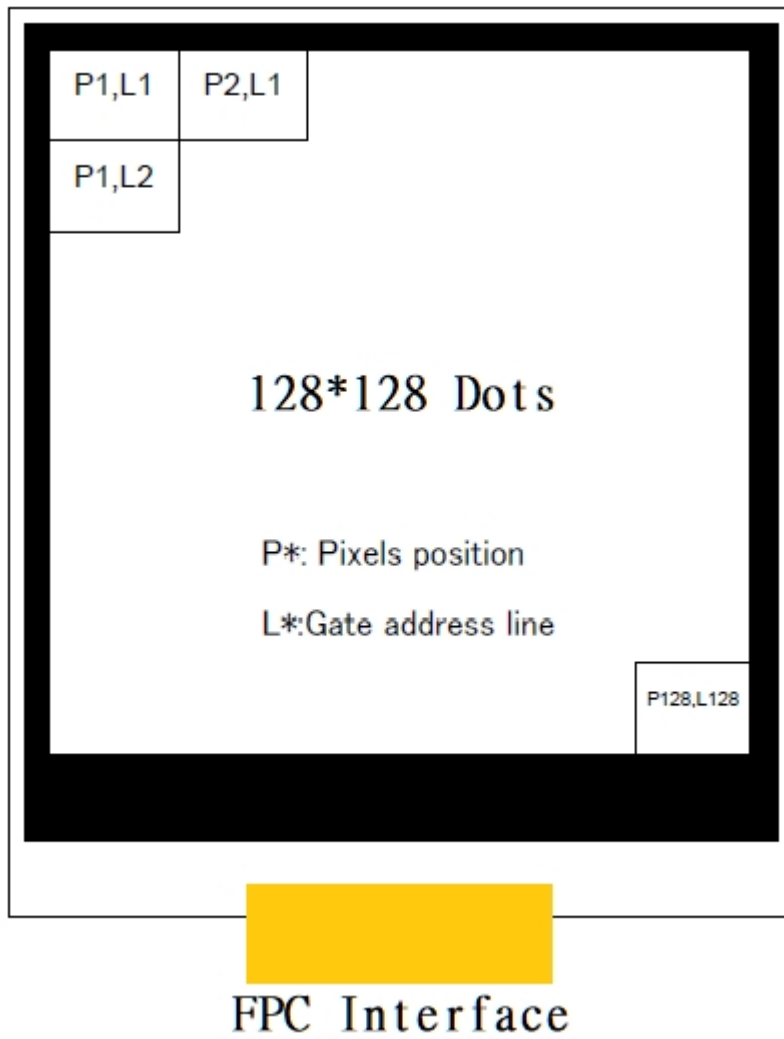 P1,L1 P2,L1
P1,L2
128*128 Dots
P*: Pixels position
L*:Gate address line
P128,L128
FPC Interface